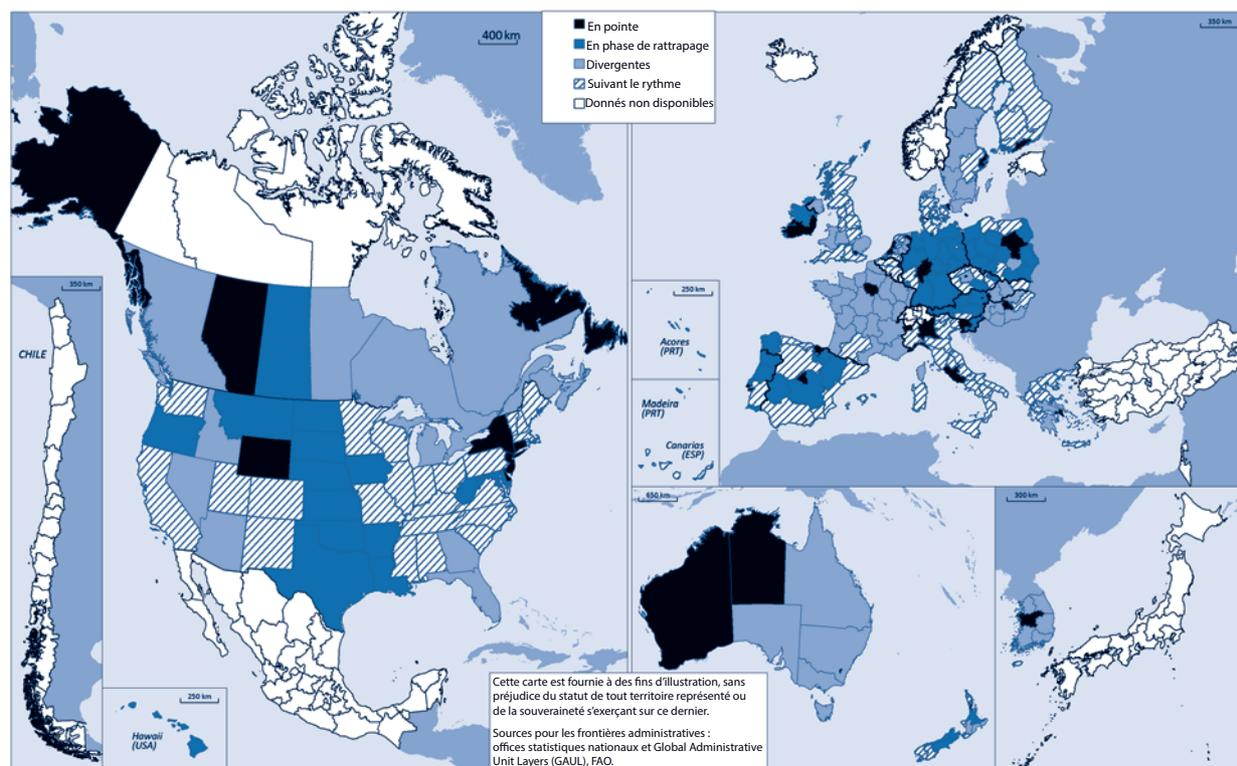 400 km
En pointe
En phase de rattrapage
Divergentes
Suivant le rythme
Donnés non disponibles
350 km
350 km
CHILE
250 km
Acores
(PRT)
Madeira
(PRT)
Canarias
(ESP)
650 km
300 km
250 km
Hawaii
(USA)
Cette carte est fournie à des fins d'illustration, sans
préjudice du statut de tout territoire représenté ou
de la souveraineté s'exerçant sur ce dernier.
Sources pour les frontières administratives :
offices statistiques nationaux et Global Administrative
Unit Layers (GAUL), FAO.